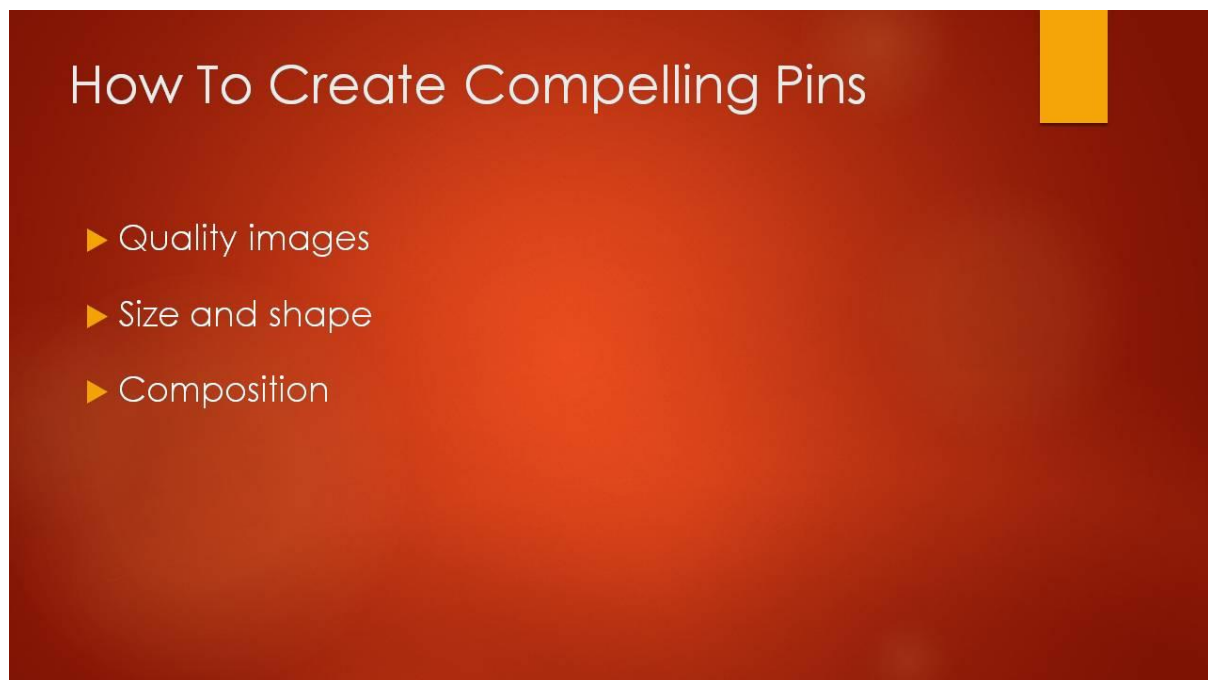 How To Create Compelling Pins
Quality images
Size and shape
Composition